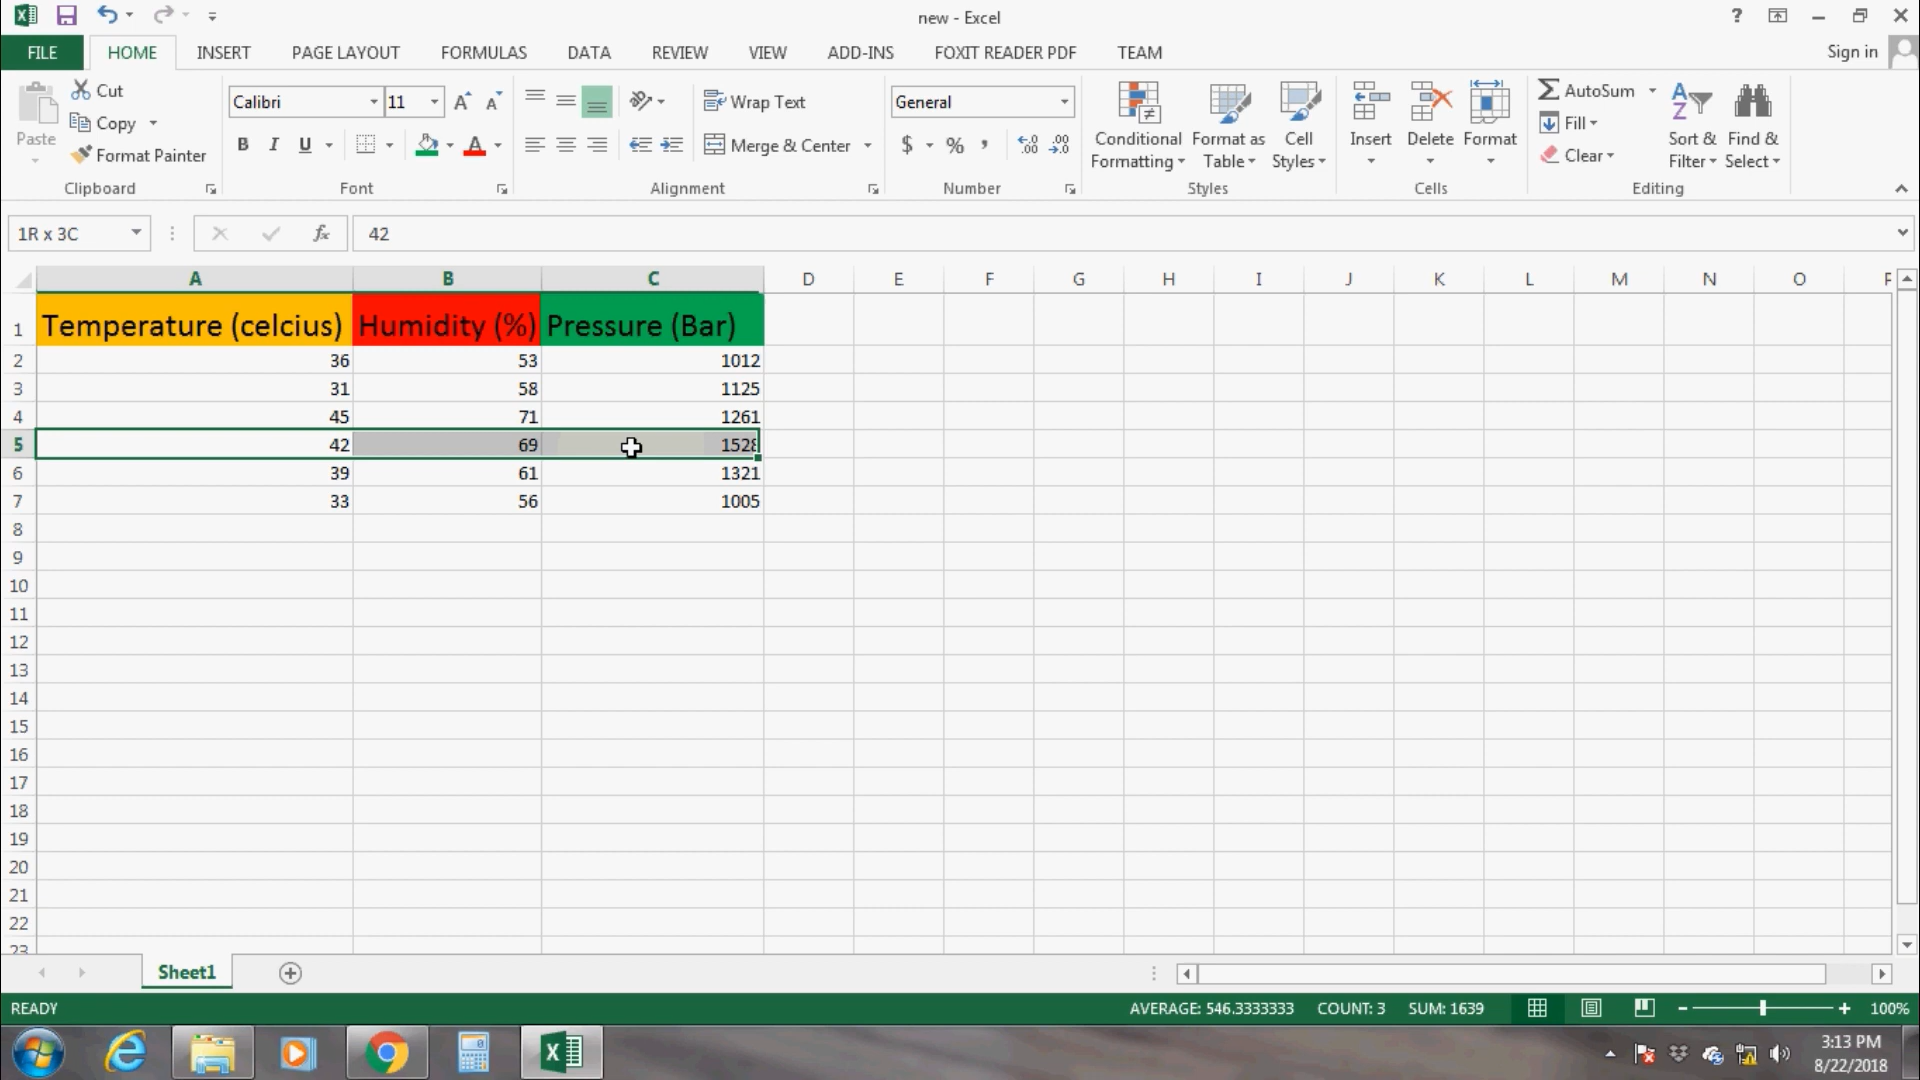 new - Excel
?
FILE HOME INSERT PAGE LAYOUT FORMULAS DATA REVIEW VIEW ADD-INS FOXIT READER PDF TEAM Sign in
Paste
Cut
Copy
Format Painter
Clipboard
Calibri 11
B I U
Font
Wrap Text
Merge & Center
Alignment
General
$ % ,
Number
Conditional Formatting
Format as Table
Cell Styles
Styles
Insert Delete Format
Cells
AutoSum
Fill
Clear
Sort & Filter
Find & Select
Editing
1R x 3C fx 42
A B C D E F G H I J K L M N O P
1 Temperature (celcius) Humidity (%) Pressure (Bar)
2 36 53 1012
3 31 58 1125
4 45 71 1261
5 42 69 1528
6 39 61 1321
7 33 56 1005
8
9
10
11
12
13
14
15
16
17
18
19
20
21
22
23
Sheet1
READY AVERAGE: 546.3333333 COUNT: 3 SUM: 1639 100%
3:13 PM
8/22/2018